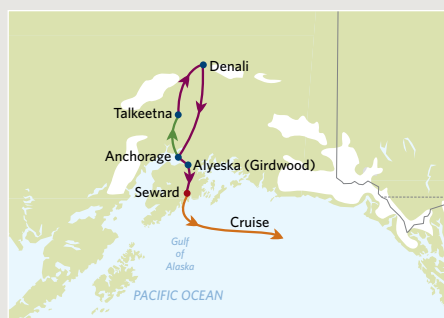 Denali
Talkeetna
Anchorage
Alyeska (Girdwood)
Seward
Cruise
Gulf
of
Alaska
PACIFIC OCEAN